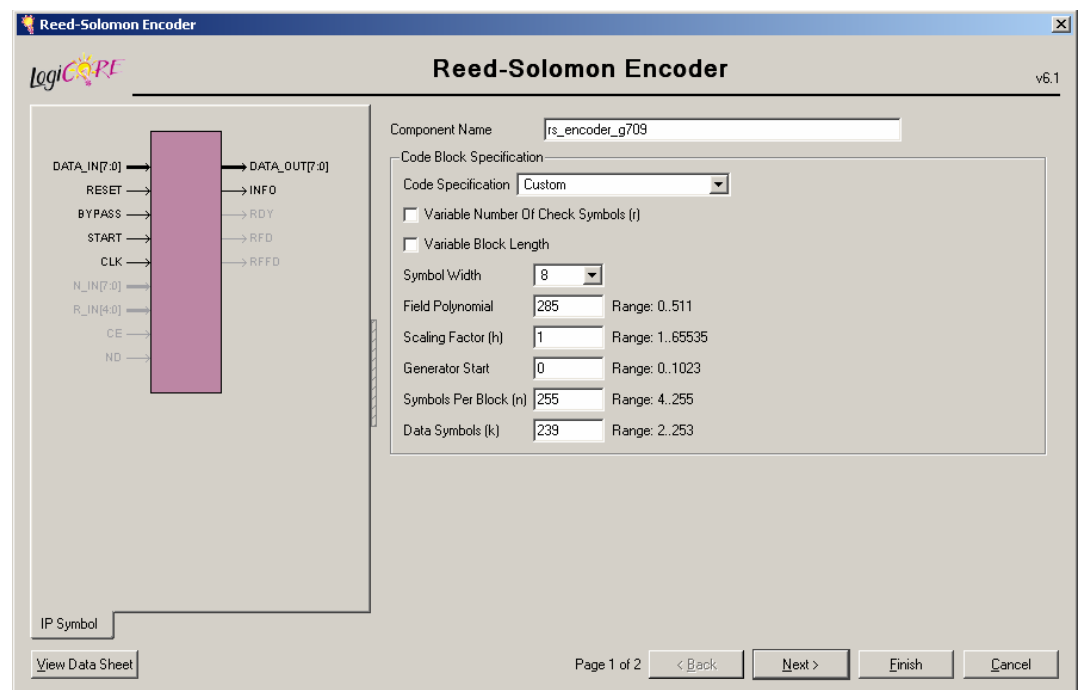 Reed-Solomon Encoder
LogiCORE
Reed-Solomon Encoder
v6.1
DATA_IN[7:0]
RESET
BYPASS
START
CLK
N_IN[7:0]
R_IN[4:0]
CE
ND
DATA_OUT[7:0]
INFO
RDY
RFD
RFFD
IP Symbol
Component Name rs_encoder_g709
Code Block Specification
Code Specification Custom
Variable Number Of Check Symbols (r)
Variable Block Length
Symbol Width 8
Field Polynomial 285 Range: 0..511
Scaling Factor (h) 1 Range: 1..65535
Generator Start 0 Range: 0..1023
Symbols Per Block (n) 255 Range: 4..255
Data Symbols (k) 239 Range: 2..253
View Data Sheet Page 1 of 2 < Back Next > Finish Cancel